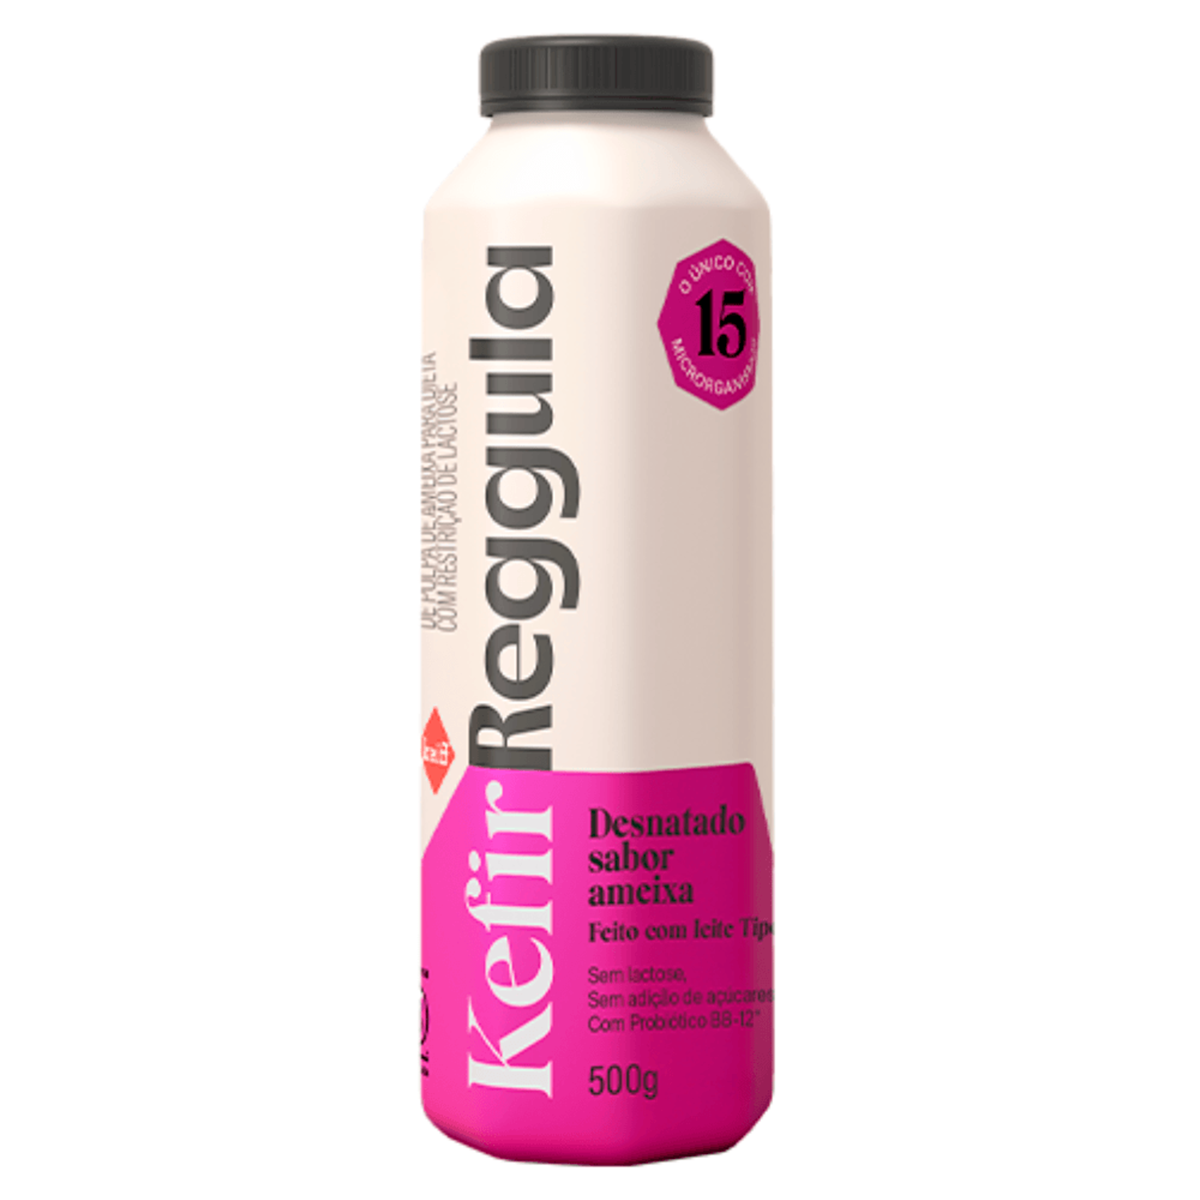 O ÚNICO COM
15
MICRORGANISMOS
Kefir Reggula
DE POLPA DE AMEIXA PARA DIETA
COM RESTRIÇÃO DE LACTOSE
Desnatado
sabor
ameixa
Feito com leite Tipo
Sem lactose,
Sem adição de açúcares
Com Probiótico BB-12™
500g